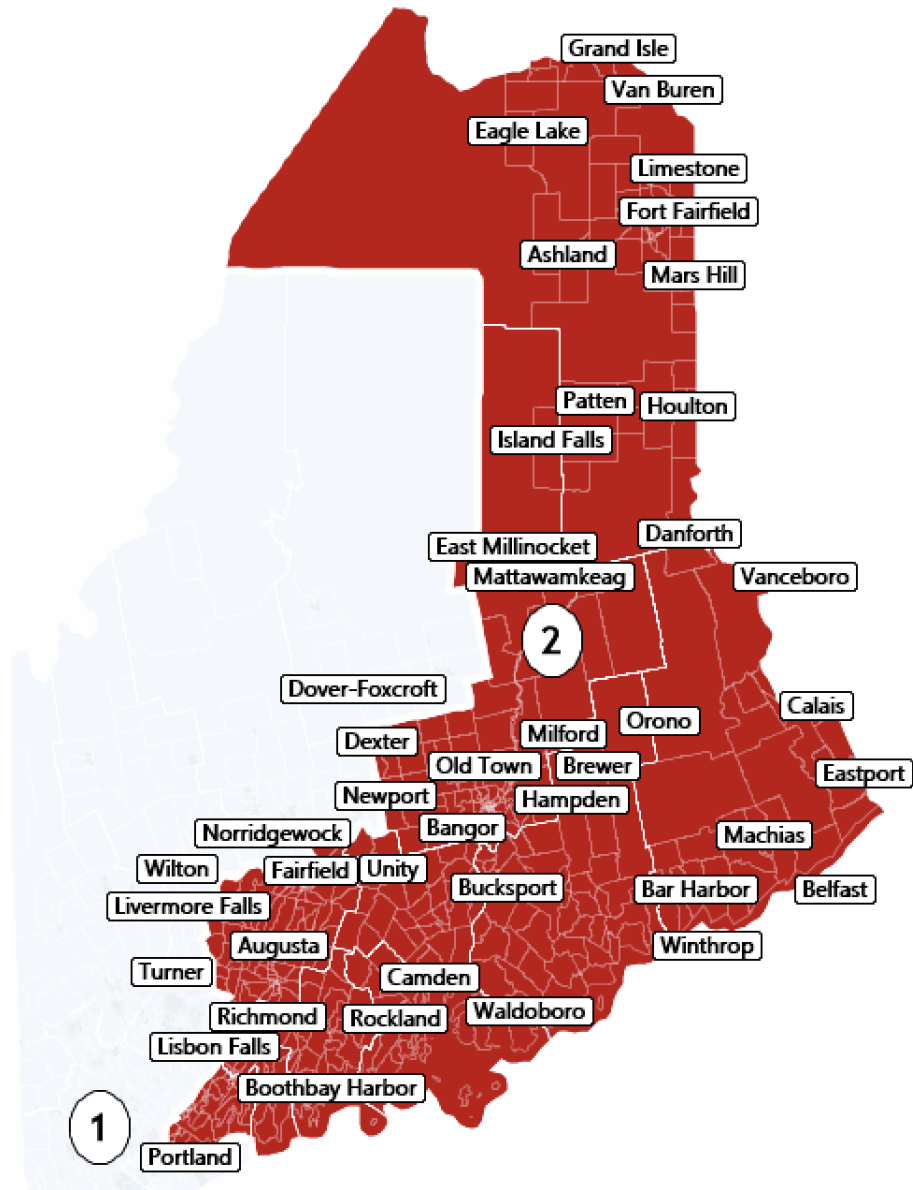 Grand Isle
Van Buren
Eagle Lake
Limestone
Fort Fairfield
Ashland
Mars Hill
Patten
Houlton
Island Falls
Danforth
East Millinocket
Mattawamkeag
Vanceboro
2
Dover-Foxcroft
Calais
Orono
Milford
Dexter
Old Town
Brewer
Eastport
Newport
Hampden
Bangor
Norridgewock
Machias
Wilton
Fairfield
Unity
Bucksport
Bar Harbor
Belfast
Livermore Falls
Augusta
Winthrop
Turner
Camden
Richmond
Rockland
Waldoboro
Lisbon Falls
Boothbay Harbor
1
Portland